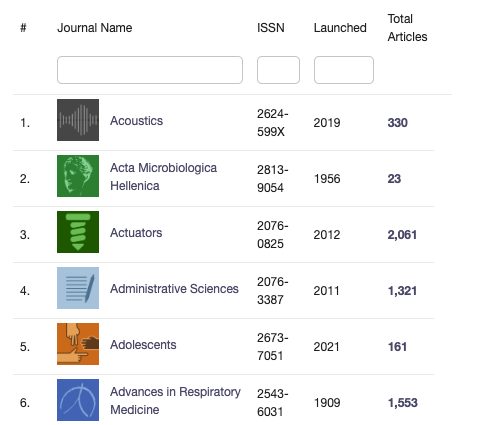 # Journal Name ISSN Launched Total
Articles
1. Acoustics 2624-
599X 2019 330
2. Acta Microbiologica
Hellenica 2813-
9054 1956 23
3. Actuators 2076-
0825 2012 2,061
4. Administrative Sciences 2076-
3387 2011 1,321
5. Adolescents 2673-
7051 2021 161
6. Advances in Respiratory
Medicine 2543-
6031 1909 1,553